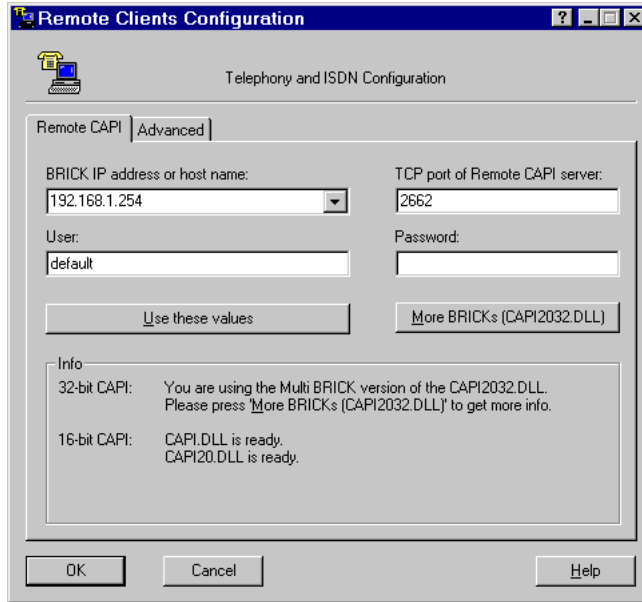 Remote Clients Configuration
Telephony and ISDN Configuration
Remote CAPI Advanced
BRICK IP address or host name: TCP port of Remote CAPI server:
192.168.1.254 2662
User: Password:
default
Use these values More BRICKs (CAPI2032.DLL)
Info
32-bit CAPI: You are using the Multi BRICK version of the CAPI2032.DLL.
Please press 'More BRICKs (CAPI2032.DLL)' to get more info.
16-bit CAPI: CAPI.DLL is ready.
CAPI20.DLL is ready.
OK Cancel Help